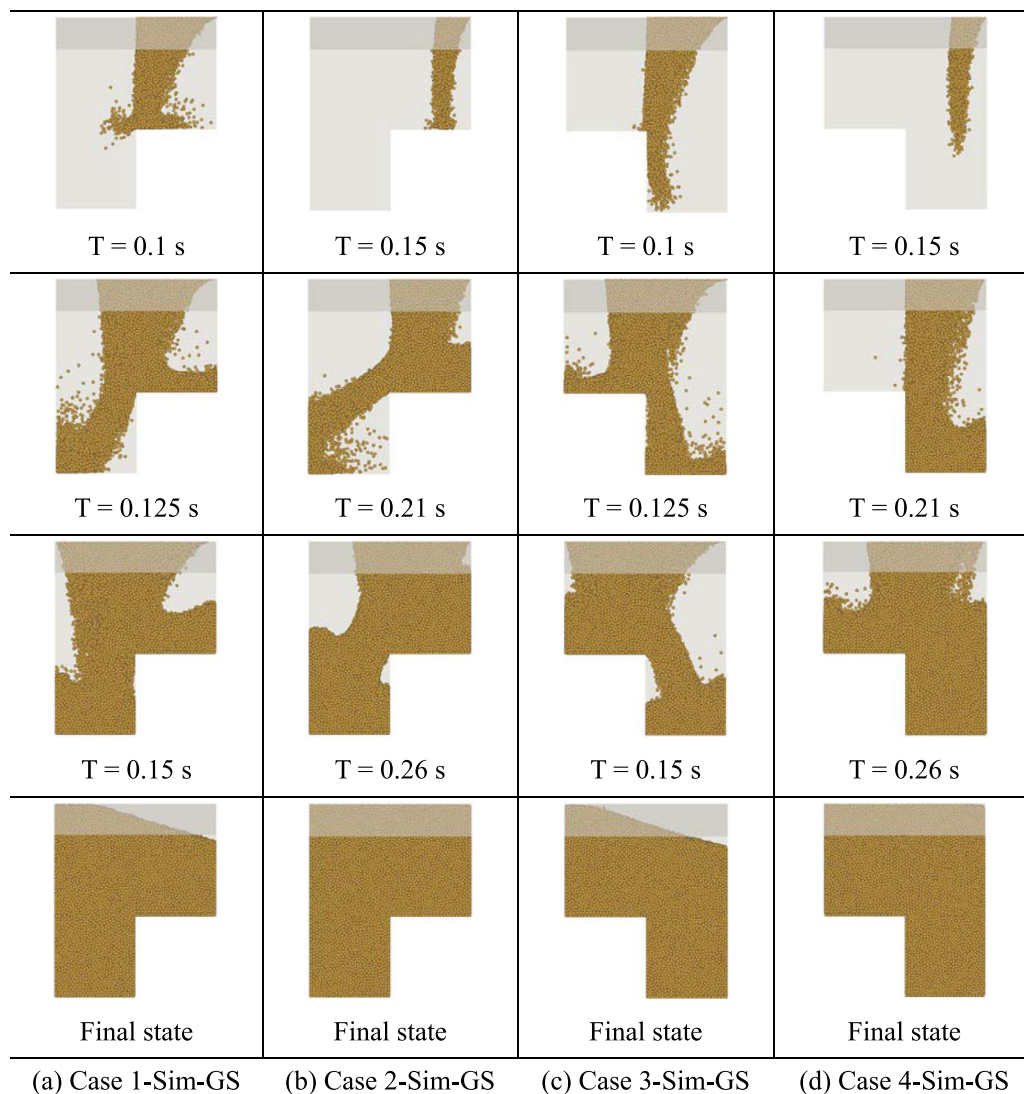 T = 0.1 s
T = 0.15 s
T = 0.1 s
T = 0.15 s
T = 0.125 s
T = 0.21 s
T = 0.125 s
T = 0.21 s
T = 0.15 s
T = 0.26 s
T = 0.15 s
T = 0.26 s
Final state
Final state
Final state
Final state
(a) Case 1-Sim-GS
(b) Case 2-Sim-GS
(c) Case 3-Sim-GS
(d) Case 4-Sim-GS